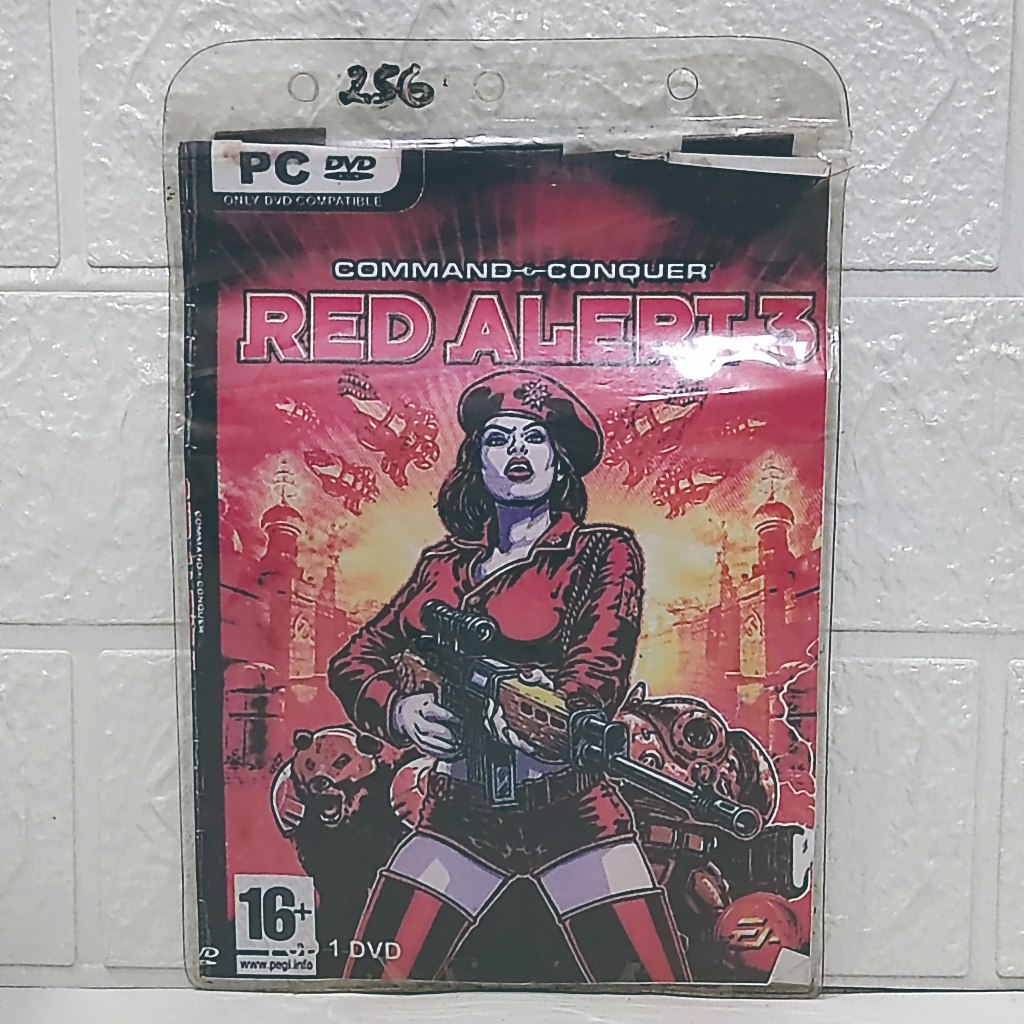 256
PC DVD
ONLY DVD COMPATIBLE
COMMAND & CONQUER
RED ALERT 3
COMMAND & CONQUER
16+
www.pegi.info
1 DVD
EA